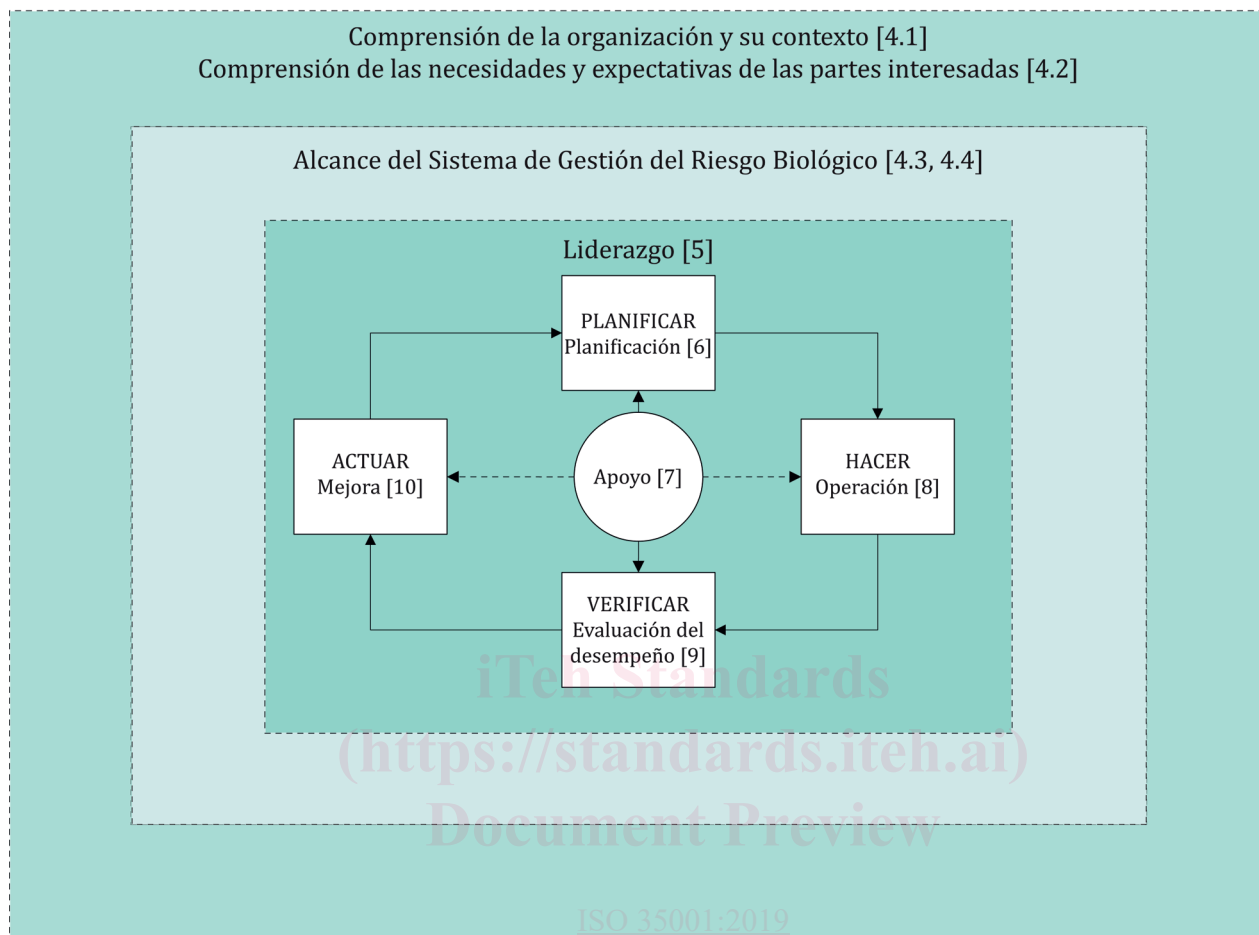 Comprensión de la organización y su contexto [4.1]
Comprensión de las necesidades y expectativas de las partes interesadas [4.2]
Alcance del Sistema de Gestión del Riesgo Biológico [4.3, 4.4]
Liderazgo [5]
PLANIFICAR
Planificación [6]
ACTUAR
Mejora [10]
Apoyo [7]
HACER
Operación [8]
VERIFICAR
Evaluación del
desempeño [9]
iTeh Standards
(https://standards.iteh.ai)
Document Preview
ISO 35001:2019